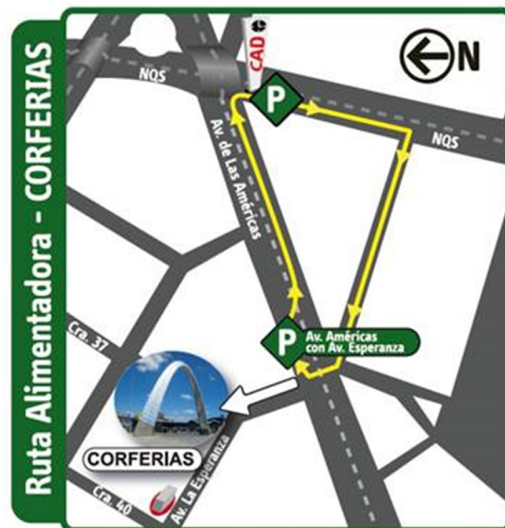 Ruta Alimentadora - CORFERIAS
CAD
N
NQS
P
NQS
Av. de Las Américas
P
Av. Américas
con Av. Esperanza
Cra. 37
CORFERIAS
Av. La Esperanza
Cra. 40